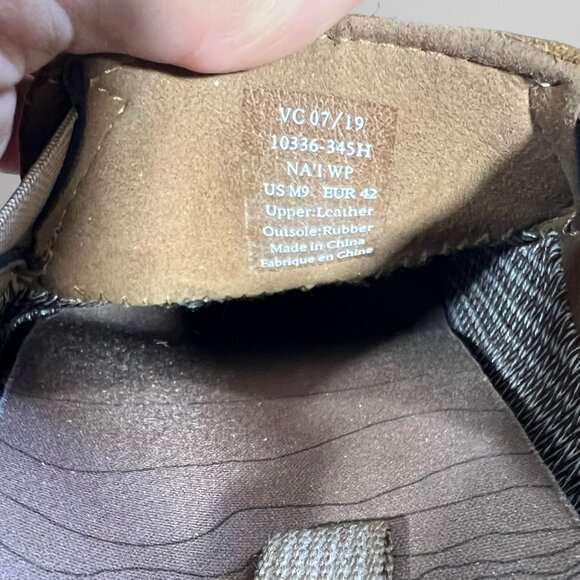 VC 07/19
10336-345H
NA'I WP
US M9 EUR 42
Upper:Leather
Outsole:Rubber
Made in China
Fabrique en Chine